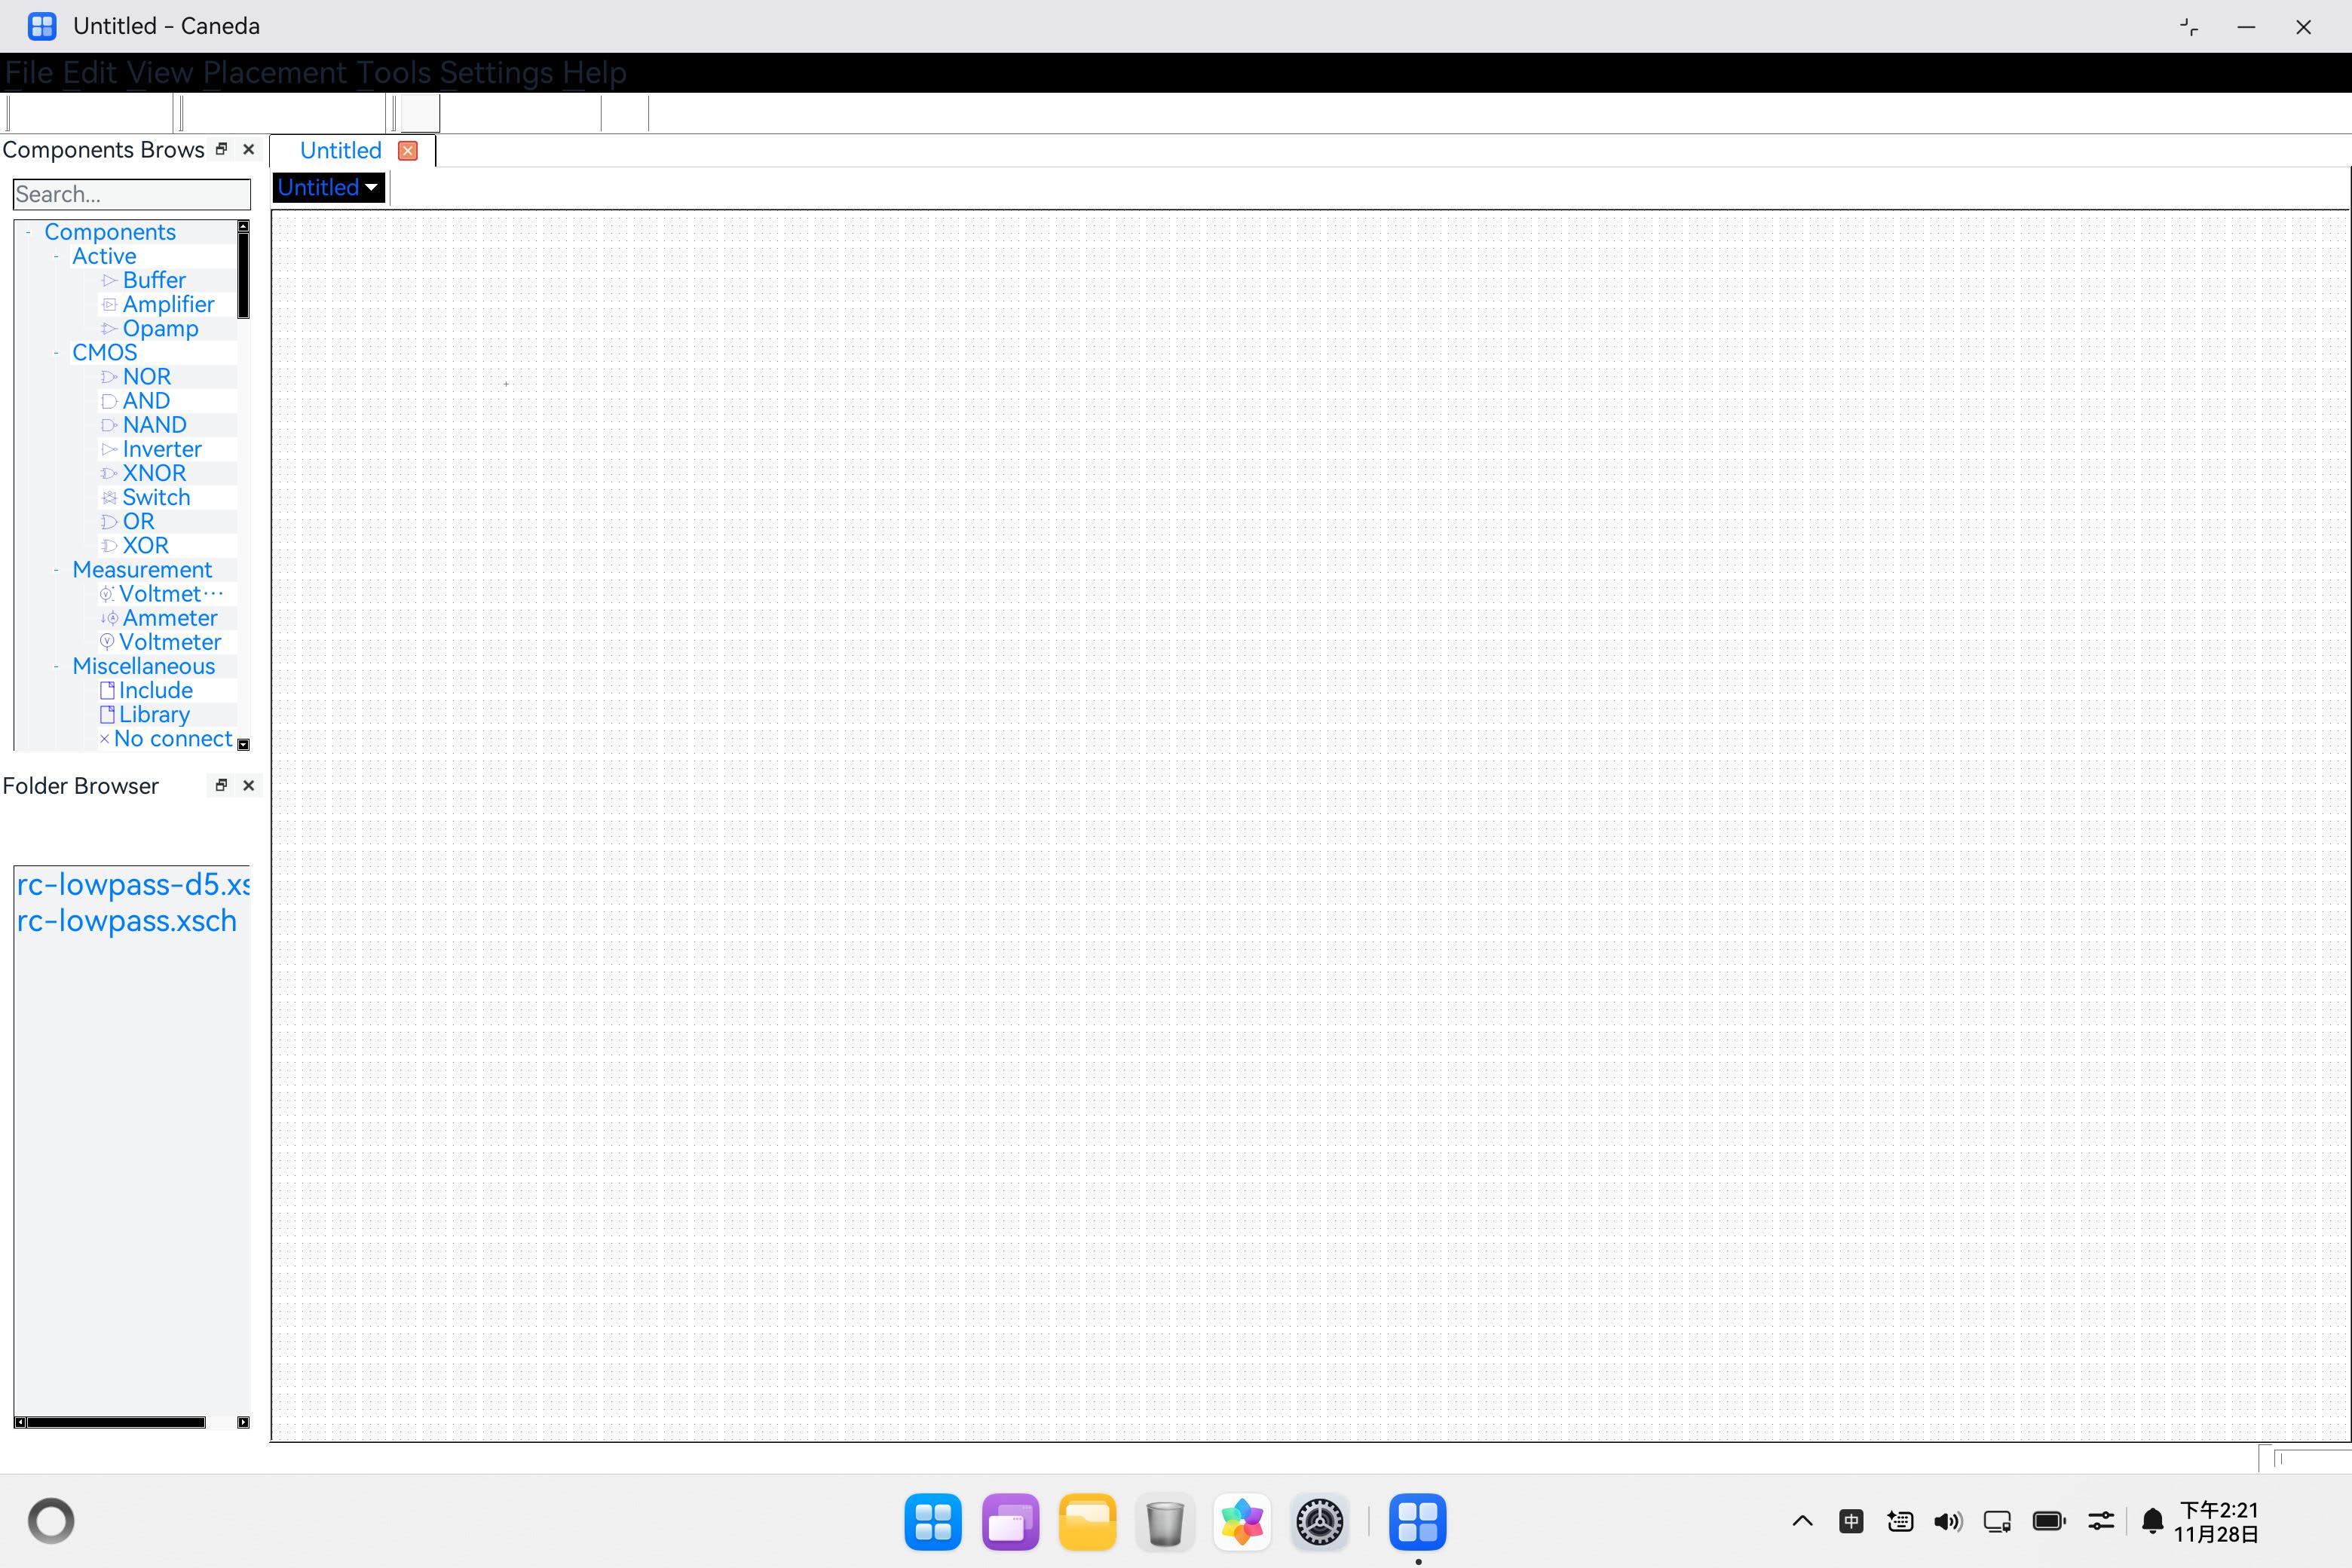 Untitled - Caneda
File Edit View Placement Tools Settings Help
Components Brows
Untitled
Search...
Untitled
Components
Active
Buffer
Amplifier
Opamp
CMOS
NOR
AND
NAND
Inverter
XNOR
Switch
OR
XOR
Measurement
Voltmet···
Ammeter
Voltmeter
Miscellaneous
Include
Library
No connect
Folder Browser
rc-lowpass-d5.xs
rc-lowpass.xsch
中
下午2:21
11月28日